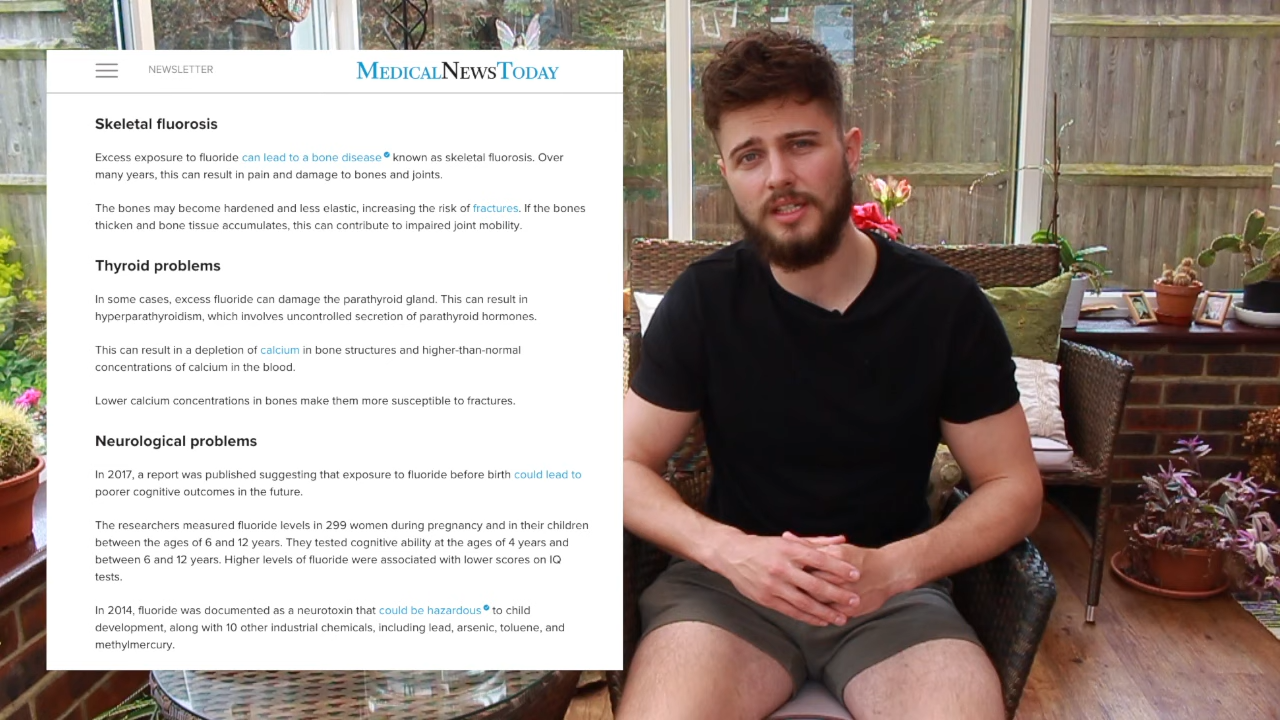 NEWSLETTER
MEDICALNEWSTODAY
Skeletal fluorosis
Excess exposure to fluoride can lead to a bone disease known as skeletal fluorosis. Over
many years, this can result in pain and damage to bones and joints.
The bones may become hardened and less elastic, increasing the risk of fractures. If the bones
thicken and bone tissue accumulates, this can contribute to impaired joint mobility.
Thyroid problems
In some cases, excess fluoride can damage the parathyroid gland. This can result in
hyperparathyroidism, which involves uncontrolled secretion of parathyroid hormones.
This can result in a depletion of calcium in bone structures and higher-than-normal
concentrations of calcium in the blood.
Lower calcium concentrations in bones make them more susceptible to fractures.
Neurological problems
In 2017, a report was published suggesting that exposure to fluoride before birth could lead to
poorer cognitive outcomes in the future.
The researchers measured fluoride levels in 299 women during pregnancy and in their children
between the ages of 6 and 12 years. They tested cognitive ability at the ages of 4 years and
between 6 and 12 years. Higher levels of fluoride were associated with lower scores on IQ
tests.
In 2014, fluoride was documented as a neurotoxin that could be hazardous to child
development, along with 10 other industrial chemicals, including lead, arsenic, toluene, and
methylmercury.